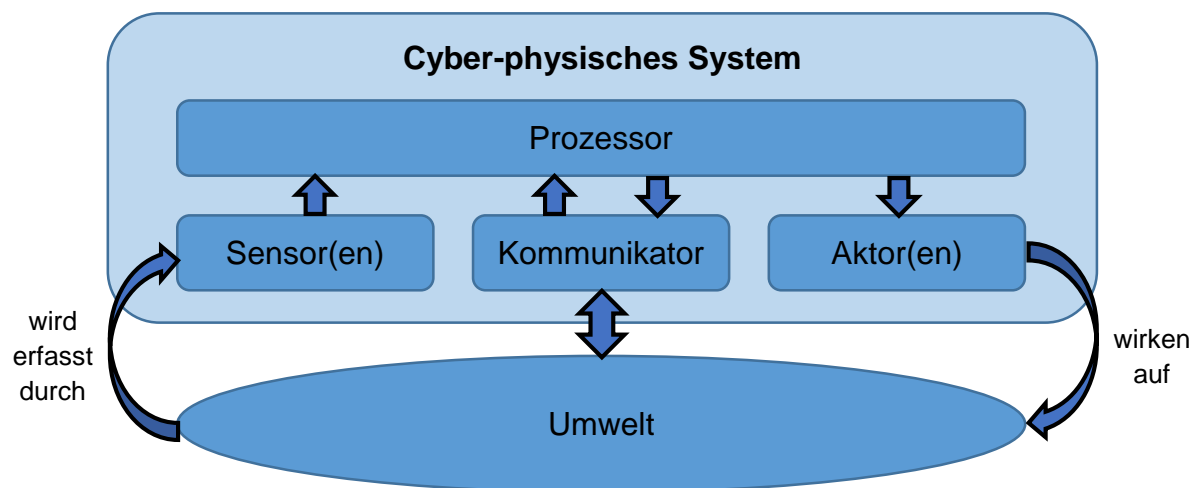 Cyber-physisches System
Prozessor
Sensor(en)
Kommunikator
Aktor(en)
wird
erfasst
durch
wirken
auf
Umwelt